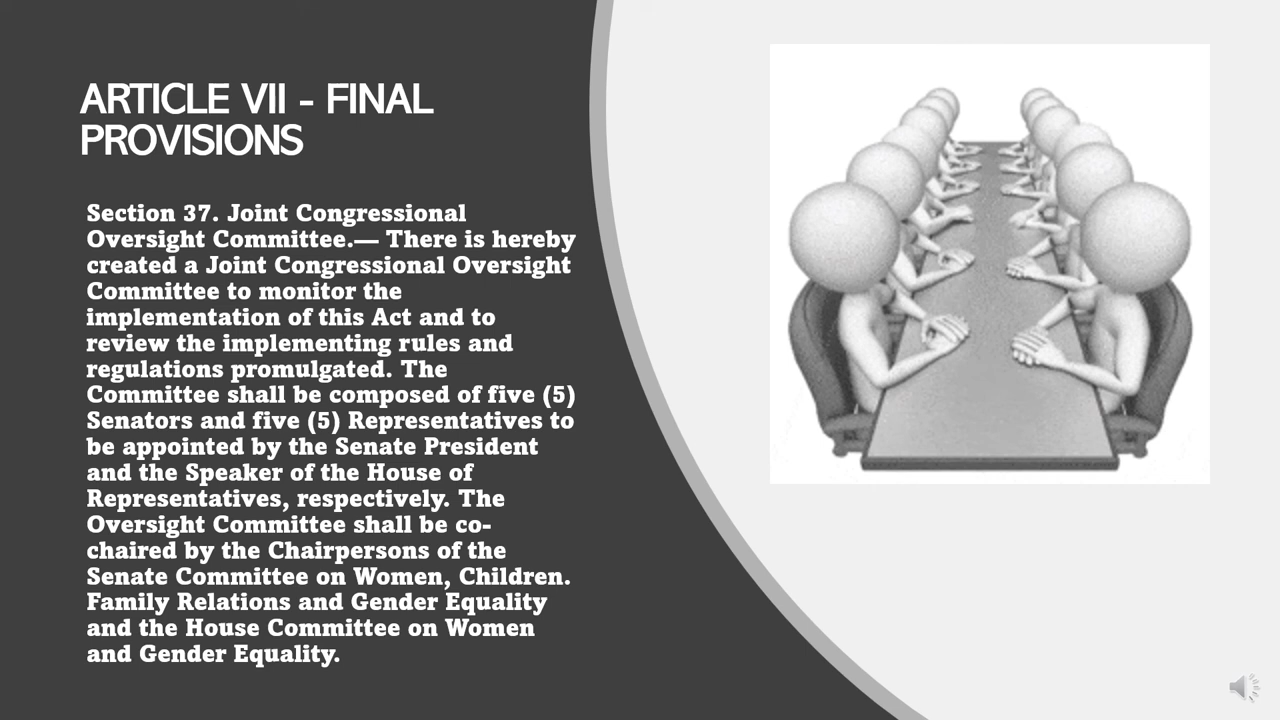 ARTICLE VII - FINAL
PROVISIONS
Section 37. Joint Congressional
Oversight Committee.— There is hereby
created a Joint Congressional Oversight
Committee to monitor the
implementation of this Act and to
review the implementing rules and
regulations promulgated. The
Committee shall be composed of five (5)
Senators and five (5) Representatives to
be appointed by the Senate President
and the Speaker of the House of
Representatives, respectively. The
Oversight Committee shall be co-
chaired by the Chairpersons of the
Senate Committee on Women, Children.
Family Relations and Gender Equality
and the House Committee on Women
and Gender Equality.